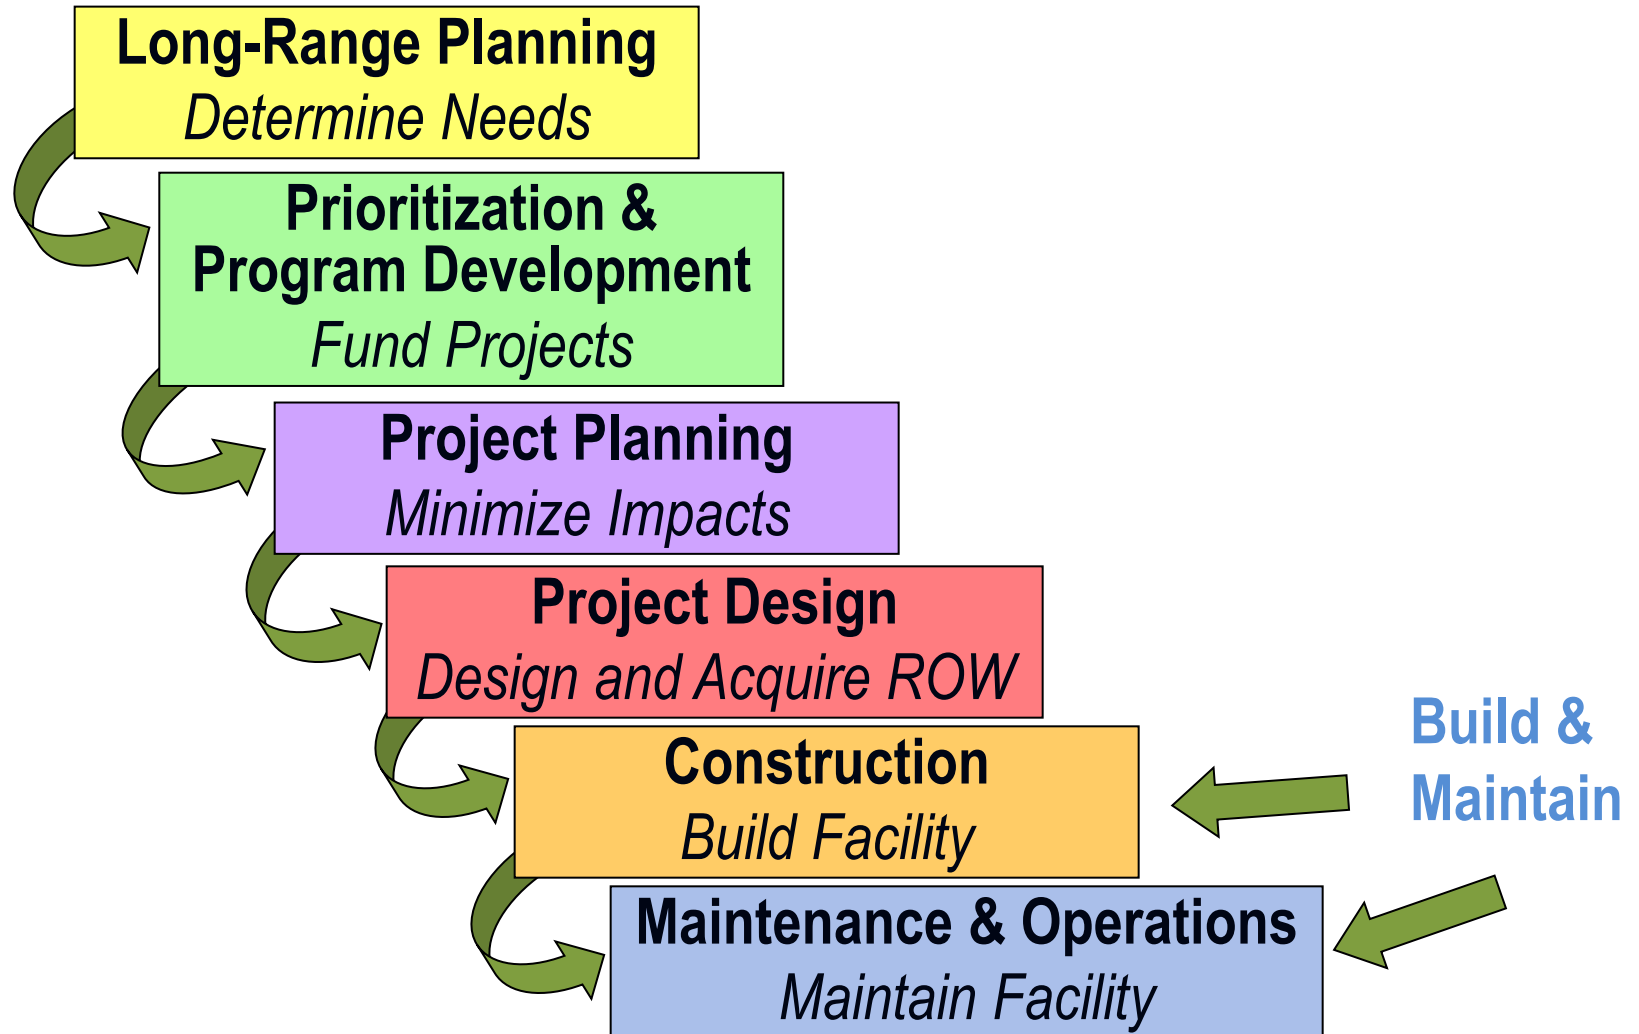 Long-Range Planning
Determine Needs
Prioritization &
Program Development
Fund Projects
Project Planning
Minimize Impacts
Project Design
Design and Acquire ROW
Construction
Build Facility
Maintenance & Operations
Maintain Facility
Build &
Maintain